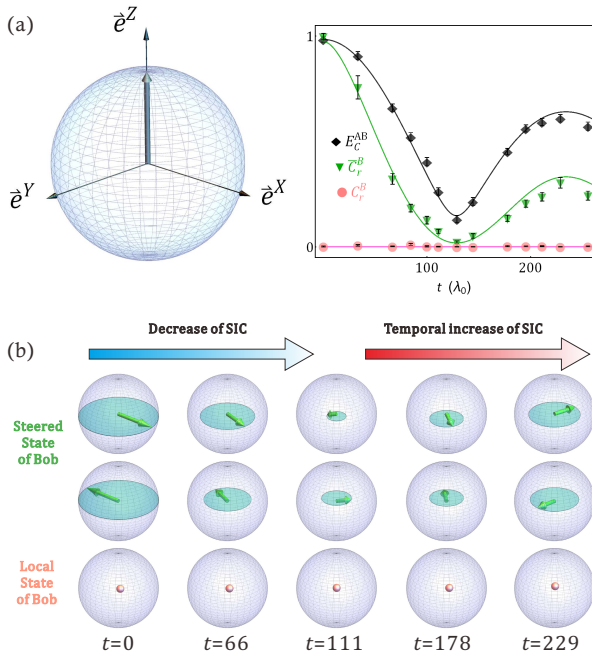 (a)
e⃗^Z
e⃗^Y
e⃗^X
1
0
E_C^{AB}
C̅_r^B
C_r^B
100
200
t (λ₀)
(b)
Decrease of SIC
Temporal increase of SIC
Steered
State
of Bob
Local
State
of Bob
t=0
t=66
t=111
t=178
t=229